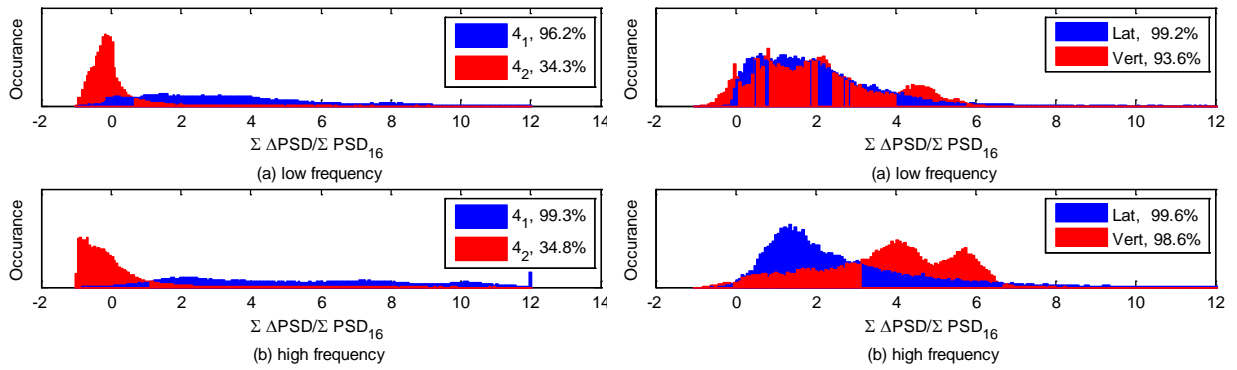 Occurance
4₁, 96.2%
4₂, 34.3%
-2 0 2 4 6 8 10 12 14
Σ ΔPSD/Σ PSD₁₆
(a) low frequency
Occurance
Lat, 99.2%
Vert, 93.6%
-2 0 2 4 6 8 10 12
Σ ΔPSD/Σ PSD₁₆
(a) low frequency
Occurance
4₁, 99.3%
4₂, 34.8%
-2 0 2 4 6 8 10 12 14
Σ ΔPSD/Σ PSD₁₆
(b) high frequency
Occurance
Lat, 99.6%
Vert, 98.6%
-2 0 2 4 6 8 10 12
Σ ΔPSD/Σ PSD₁₆
(b) high frequency